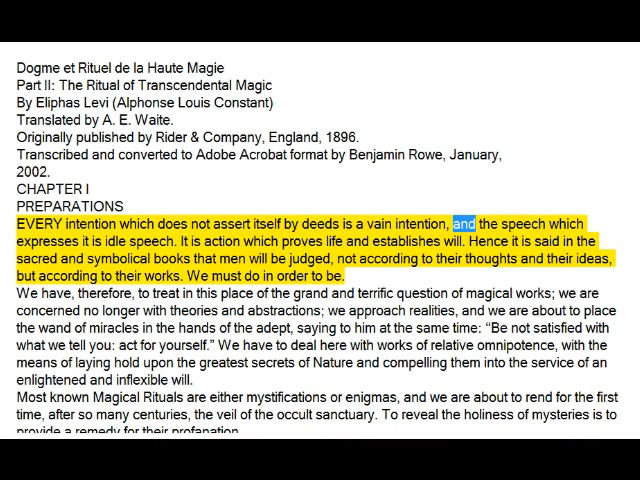 Dogme et Rituel de la Haute Magie
Part II: The Ritual of Transcendental Magic
By Eliphas Levi (Alphonse Louis Constant)
Translated by A. E. Waite.
Originally published by Rider & Company, England, 1896.
Transcribed and converted to Adobe Acrobat format by Benjamin Rowe, January,
2002.
CHAPTER I
PREPARATIONS
EVERY intention which does not assert itself by deeds is a vain intention, and the speech which
expresses it is idle speech. It is action which proves life and establishes will. Hence it is said in the
sacred and symbolical books that men will be judged, not according to their thoughts and their ideas,
but according to their works. We must do in order to be.
We have, therefore, to treat in this place of the grand and terrific question of magical works; we are
concerned no longer with theories and abstractions; we approach realities, and we are about to place
the wand of miracles in the hands of the adept, saying to him at the same time: “Be not satisfied with
what we tell you: act for yourself.” We have to deal here with works of relative omnipotence, with the
means of laying hold upon the greatest secrets of Nature and compelling them into the service of an
enlightened and inflexible will.
Most known Magical Rituals are either mystifications or enigmas, and we are about to rend for the first
time, after so many centuries, the veil of the occult sanctuary. To reveal the holiness of mysteries is to
provide a remedy for their profanation.